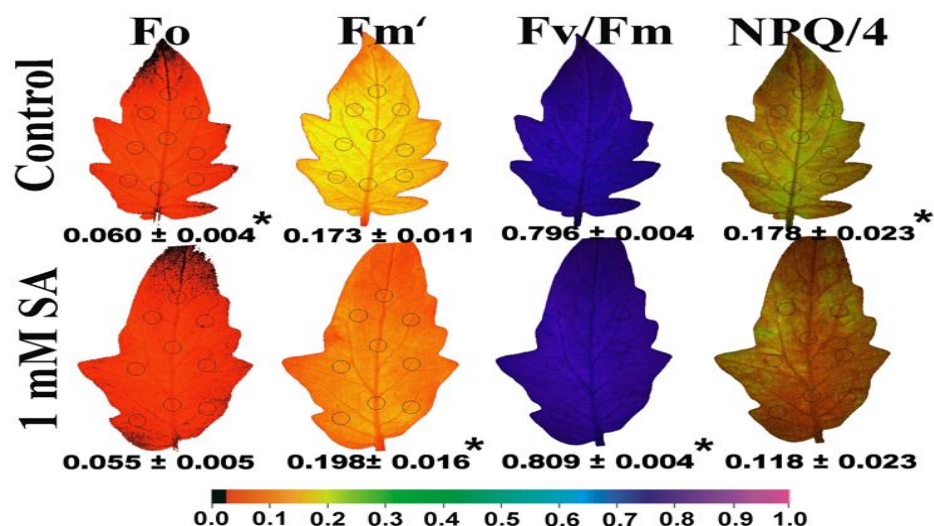 Fo Fm‘ Fv/Fm NPQ/4
Control
0.060 ± 0.004* 0.173 ± 0.011 0.796 ± 0.004 0.178 ± 0.023*
1 mM SA
0.055 ± 0.005 0.198± 0.016* 0.809 ± 0.004* 0.118 ± 0.023
0.0 0.1 0.2 0.3 0.4 0.5 0.6 0.7 0.8 0.9 1.0